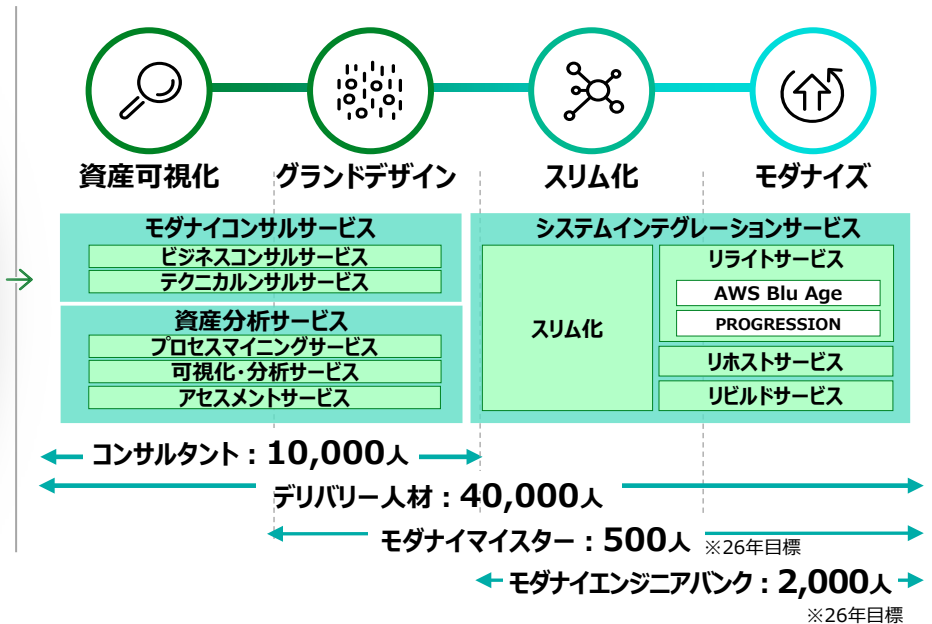 資産可視化
グランドデザイン
スリム化
モダナイズ
モダナイコンサルサービス
ビジネスコンサルサービス
テクニカルンサルサービス
資産分析サービス
プロセスマイニングサービス
可視化・分析サービス
アセスメントサービス
システムインテグレーションサービス
スリム化
リライトサービス
AWS Blu Age
PROGRESSION
リホストサービス
リビルドサービス
コンサルタント：10,000人
デリバリー人材：40,000人
モダナイマイスター：500人 ※26年目標
モダナイエンジニアバンク：2,000人
※26年目標